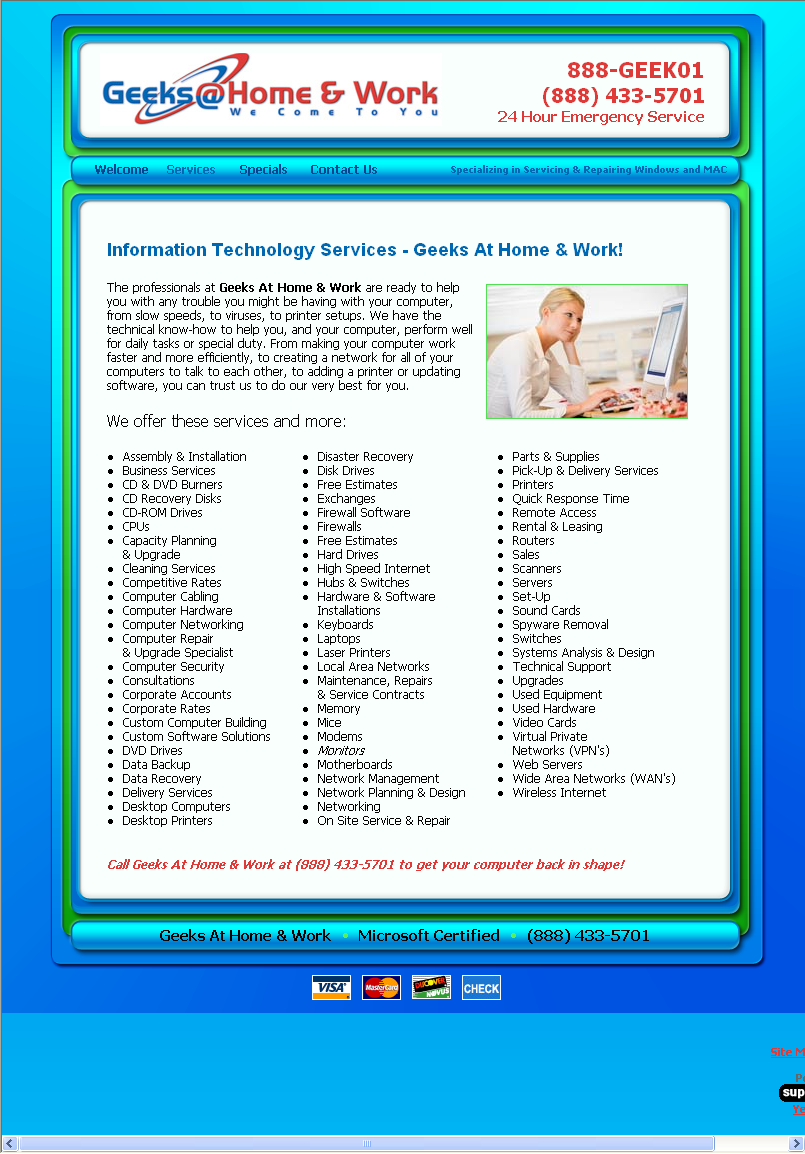 Geeks@Home & Work
We Come To You
888-GEEK01
(888) 433-5701
24 Hour Emergency Service
Welcome Services Specials Contact Us Specializing in Servicing & Repairing Windows and MAC
Information Technology Services - Geeks At Home & Work!
The professionals at Geeks At Home & Work are ready to help
you with any trouble you might be having with your computer,
from slow speeds, to viruses, to printer setups. We have the
technical know-how to help you, and your computer, perform well
for daily tasks or special duty. From making your computer work
faster and more efficiently, to creating a network for all of your
computers to talk to each other, to adding a printer or updating
software, you can trust us to do our very best for you.
We offer these services and more:
• Assembly & Installation
• Business Services
• CD & DVD Burners
• CD Recovery Disks
• CD-ROM Drives
• CPUs
• Capacity Planning
& Upgrade
• Cleaning Services
• Competitive Rates
• Computer Cabling
• Computer Hardware
• Computer Networking
• Computer Repair
& Upgrade Specialist
• Computer Security
• Consultations
• Corporate Accounts
• Corporate Rates
• Custom Computer Building
• Custom Software Solutions
• DVD Drives
• Data Backup
• Data Recovery
• Delivery Services
• Desktop Computers
• Desktop Printers
• Disaster Recovery
• Disk Drives
• Free Estimates
• Exchanges
• Firewall Software
• Firewalls
• Free Estimates
• Hard Drives
• High Speed Internet
• Hubs & Switches
• Hardware & Software
Installations
• Keyboards
• Laptops
• Laser Printers
• Local Area Networks
• Maintenance, Repairs
& Service Contracts
• Memory
• Mice
• Modems
• Monitors
• Motherboards
• Network Management
• Network Planning & Design
• Networking
• On Site Service & Repair
• Parts & Supplies
• Pick-Up & Delivery Services
• Printers
• Quick Response Time
• Remote Access
• Rental & Leasing
• Routers
• Sales
• Scanners
• Servers
• Set-Up
• Sound Cards
• Spyware Removal
• Switches
• Systems Analysis & Design
• Technical Support
• Upgrades
• Used Equipment
• Used Hardware
• Video Cards
• Virtual Private
Networks (VPN's)
• Web Servers
• Wide Area Networks (WAN's)
• Wireless Internet
Call Geeks At Home & Work at (888) 433-5701 to get your computer back in shape!
Geeks At Home & Work • Microsoft Certified • (888) 433-5701
VISA MasterCard DISCOVER NOVUS CHECK
Site M
sup